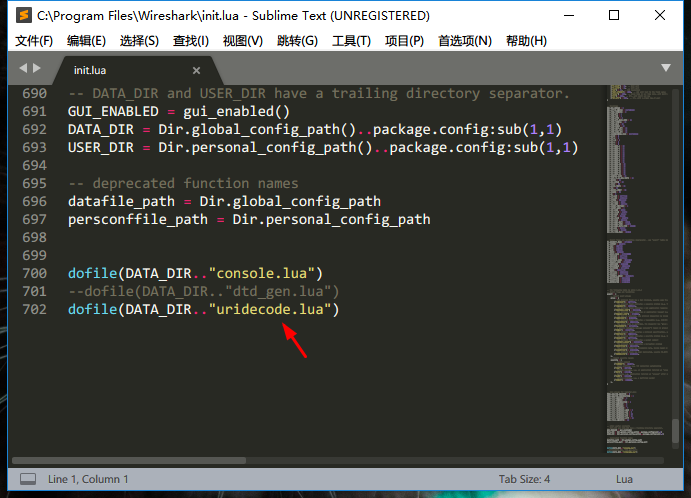 C:\Program Files\Wireshark\init.lua - Sublime Text (UNREGISTERED)
文件(F) 编辑(E) 选择(S) 查找(I) 视图(V) 跳转(G) 工具(T) 项目(P) 首选项(N) 帮助(H)
init.lua
690 -- DATA_DIR and USER_DIR have a trailing directory separator.
691 GUI_ENABLED = gui_enabled()
692 DATA_DIR = Dir.global_config_path()..package.config:sub(1,1)
693 USER_DIR = Dir.personal_config_path()..package.config:sub(1,1)
694
695 -- deprecated function names
696 datafile_path = Dir.global_config_path
697 persconffile_path = Dir.personal_config_path
698
699
700 dofile(DATA_DIR.."console.lua")
701 --dofile(DATA_DIR.."dtd_gen.lua")
702 dofile(DATA_DIR.."uridecode.lua")
Line 1, Column 1 Tab Size: 4 Lua